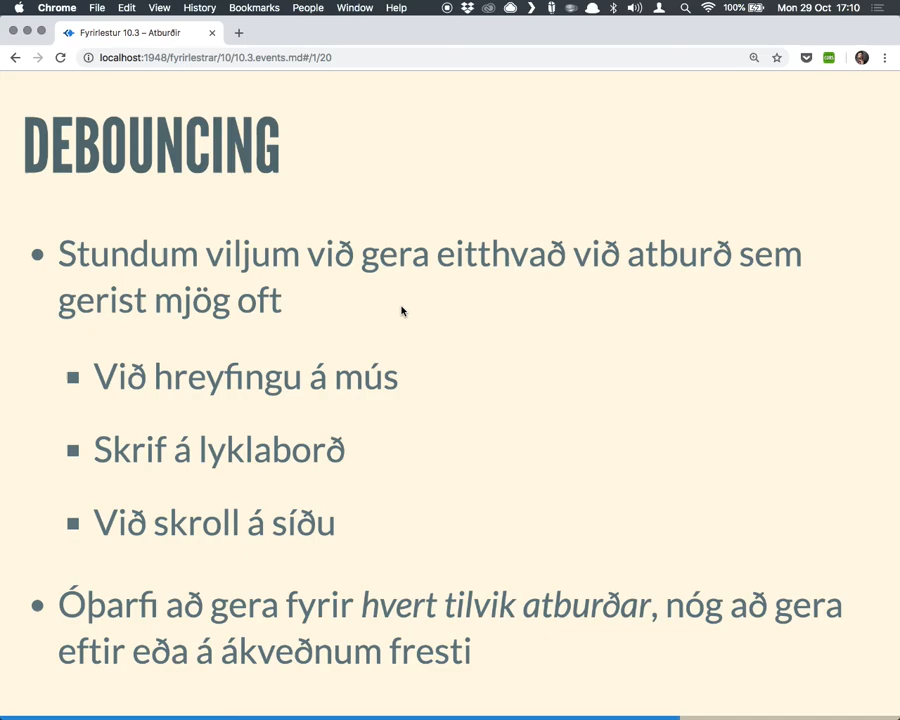 Chrome File Edit View History Bookmarks People Window Help 100% Mon 29 Oct 17:10
Fyrirlestur 10.3 – Atburðir
localhost:1948/fyrirlestrar/10/10.3.events.md#/1/20
DEBOUNCING
Stundum viljum við gera eitthvað við atburð sem
gerist mjög oft
Við hreyfingu á mús
Skrif á lyklaborð
Við skroll á síðu
Óþarfi að gera fyrir hvert tilvik atburðar, nóg að gera
eftir eða á ákveðnum fresti